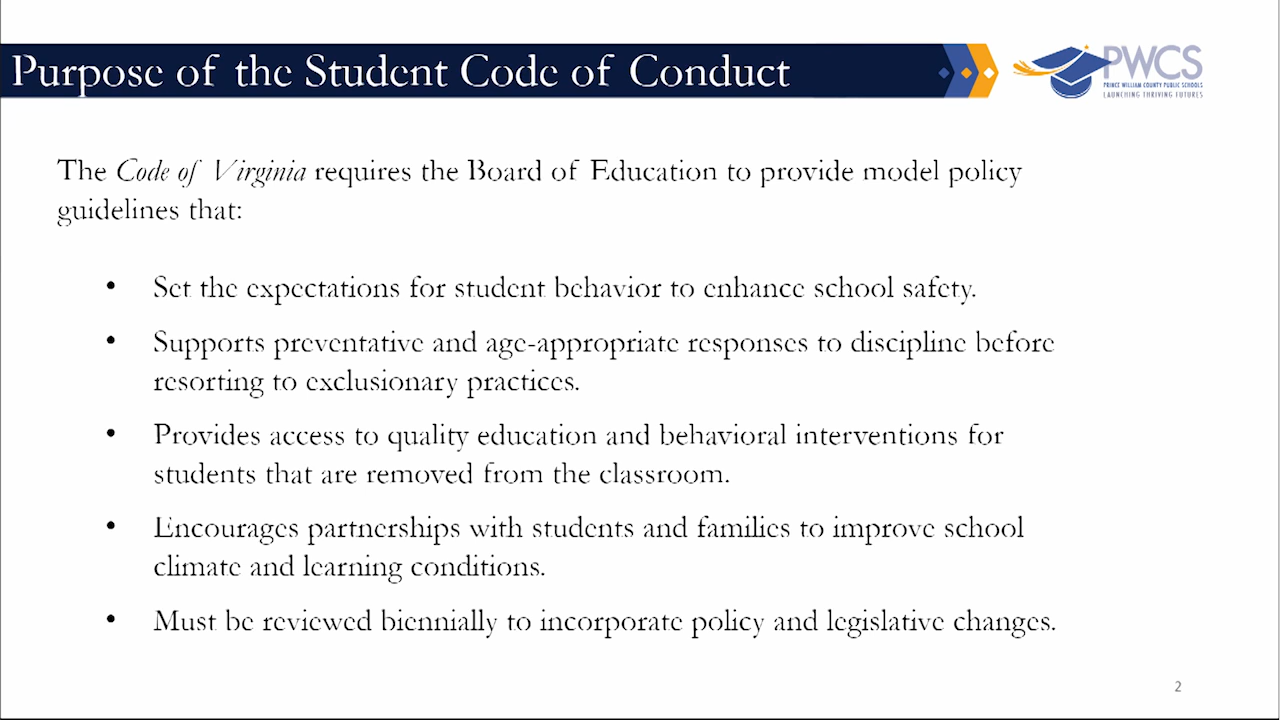 Purpose of the Student Code of Conduct
PWCS
PRINCE WILLIAM COUNTY PUBLIC SCHOOLS
LAUNCHING THRIVING FUTURES
The Code of Virginia requires the Board of Education to provide model policy
guidelines that:
• Set the expectations for student behavior to enhance school safety.
• Supports preventative and age-appropriate responses to discipline before
resorting to exclusionary practices.
• Provides access to quality education and behavioral interventions for
students that are removed from the classroom.
• Encourages partnerships with students and families to improve school
climate and learning conditions.
• Must be reviewed biennially to incorporate policy and legislative changes.
2